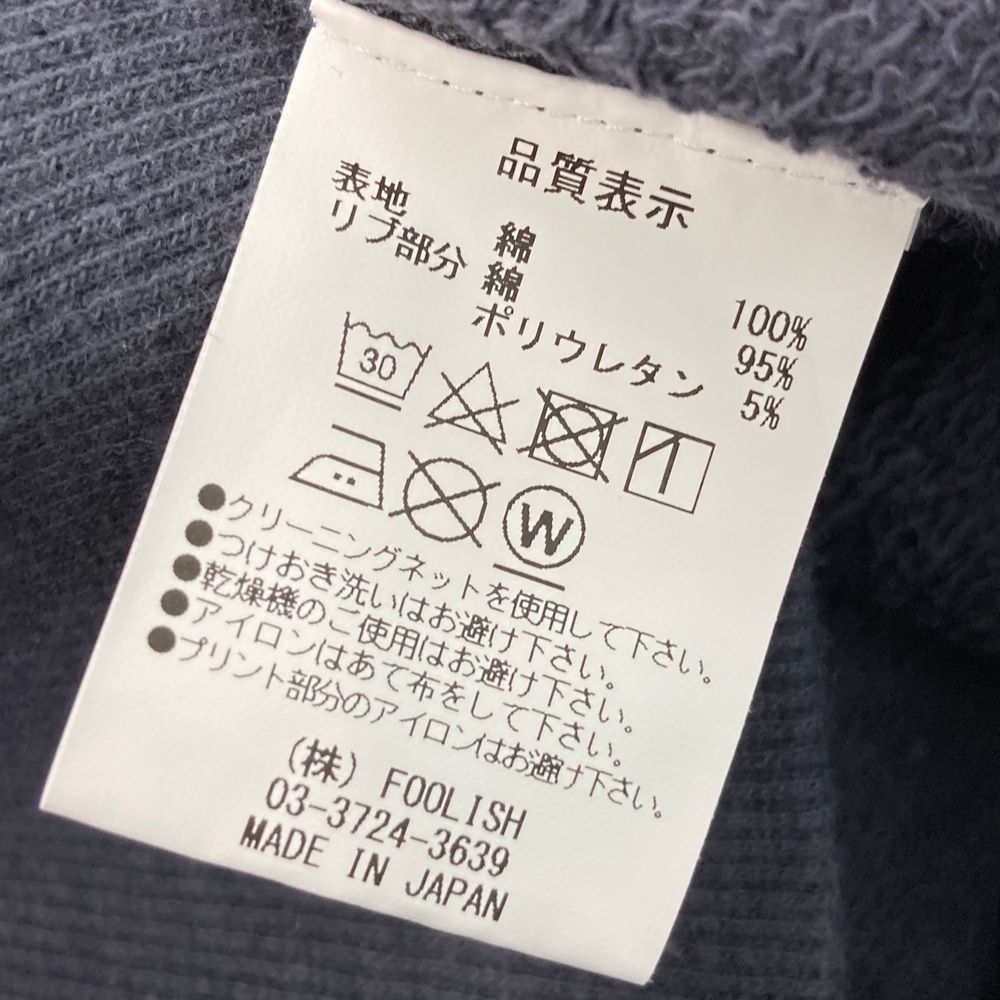 品質表示
表地 綿 100%
リブ部分 綿 95%
ポリウレタン 5%
30
W
●クリーニングネットを使用して下さい。
●つけおき洗いはお避け下さい。
●乾燥機のご使用はお避け下さい。
●アイロンはあて布をして下さい。
●プリント部分のアイロンはお避け下さい。
(株) FOOLISH
03-3724-3639
MADE IN JAPAN